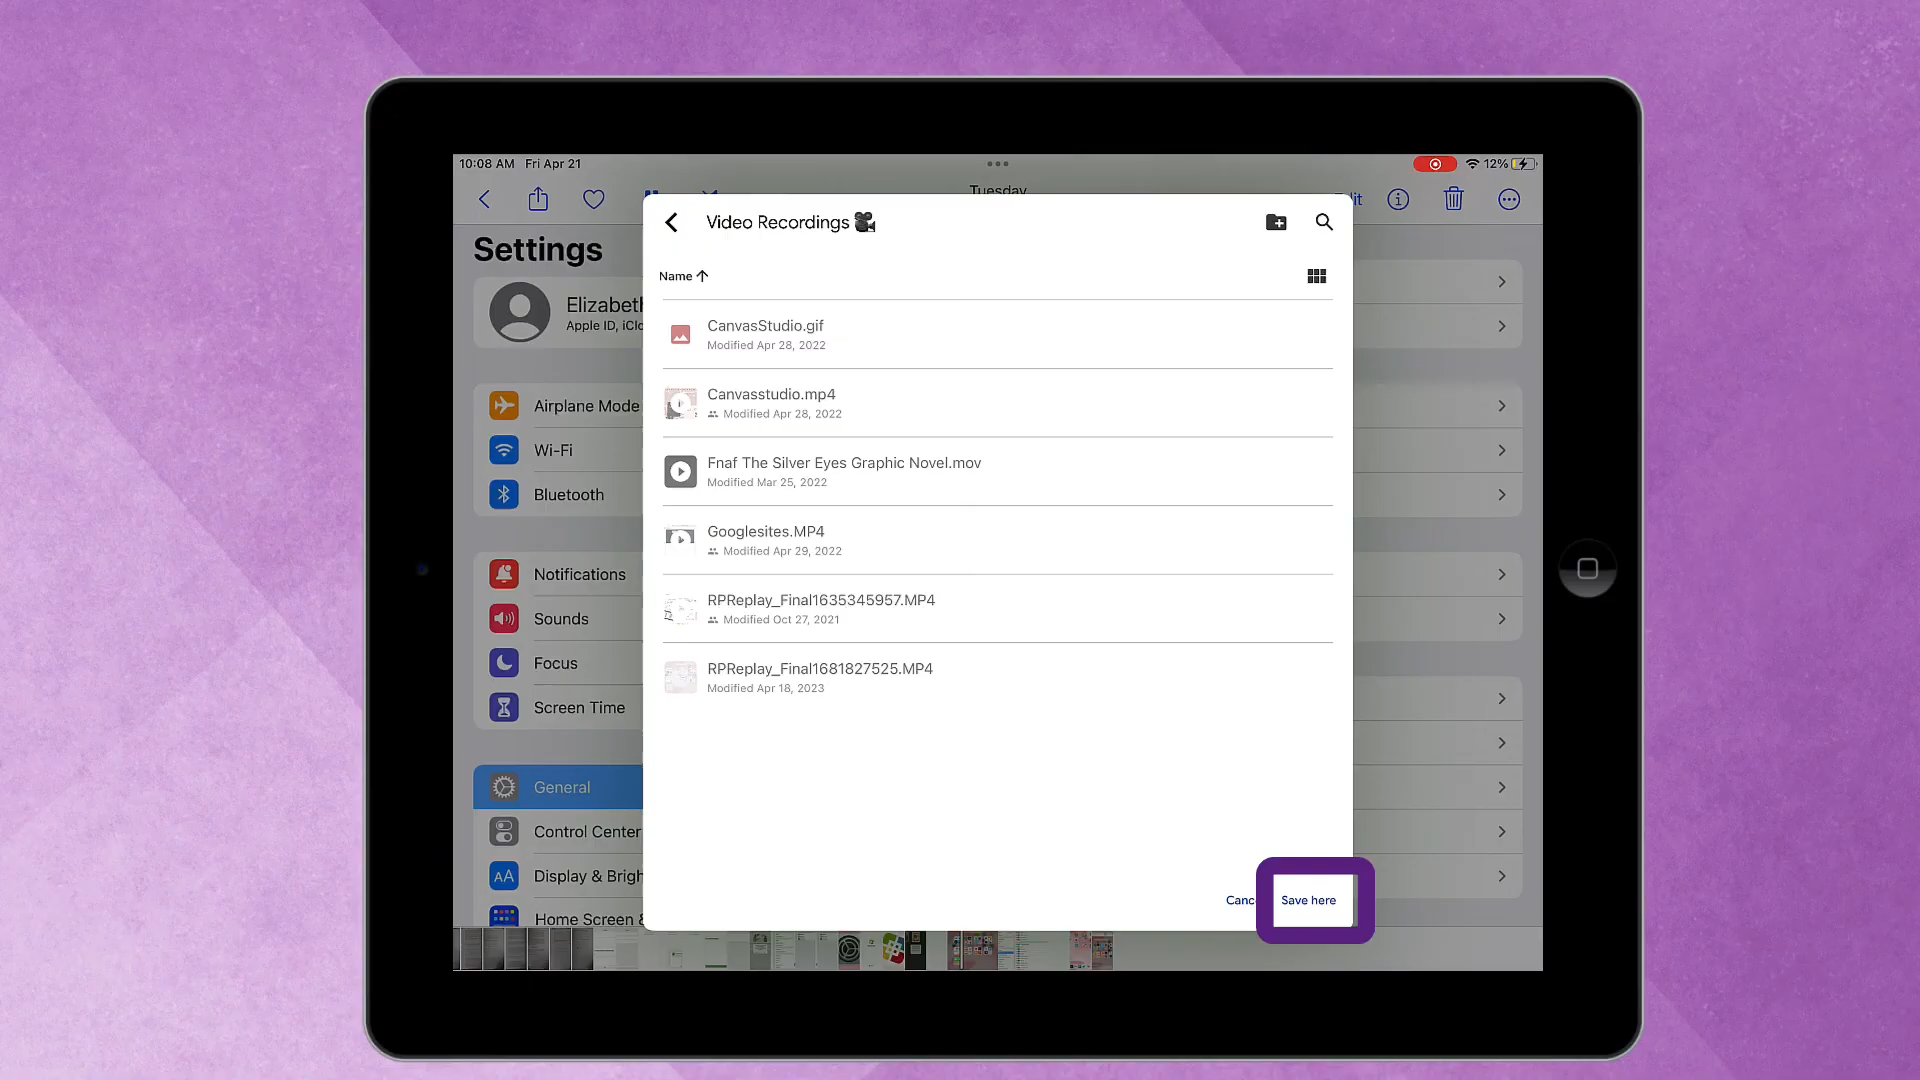 10:08 AM Fri Apr 21
12%
Tuesday
Settings
Video Recordings
Name
Elizabeth
Apple ID, iClo
CanvasStudio.gif
Modified Apr 28, 2022
Canvasstudio.mp4
Modified Apr 28, 2022
Airplane Mode
Wi-Fi
Fnaf The Silver Eyes Graphic Novel.mov
Modified Mar 25, 2022
Bluetooth
Googlesites.MP4
Modified Apr 29, 2022
Notifications
RPReplay_Final1635345957.MP4
Modified Oct 27, 2021
Sounds
Focus
RPReplay_Final1681827525.MP4
Modified Apr 18, 2023
Screen Time
General
Control Center
AA Display & Brigh
Canc
Save here
Home Screen &